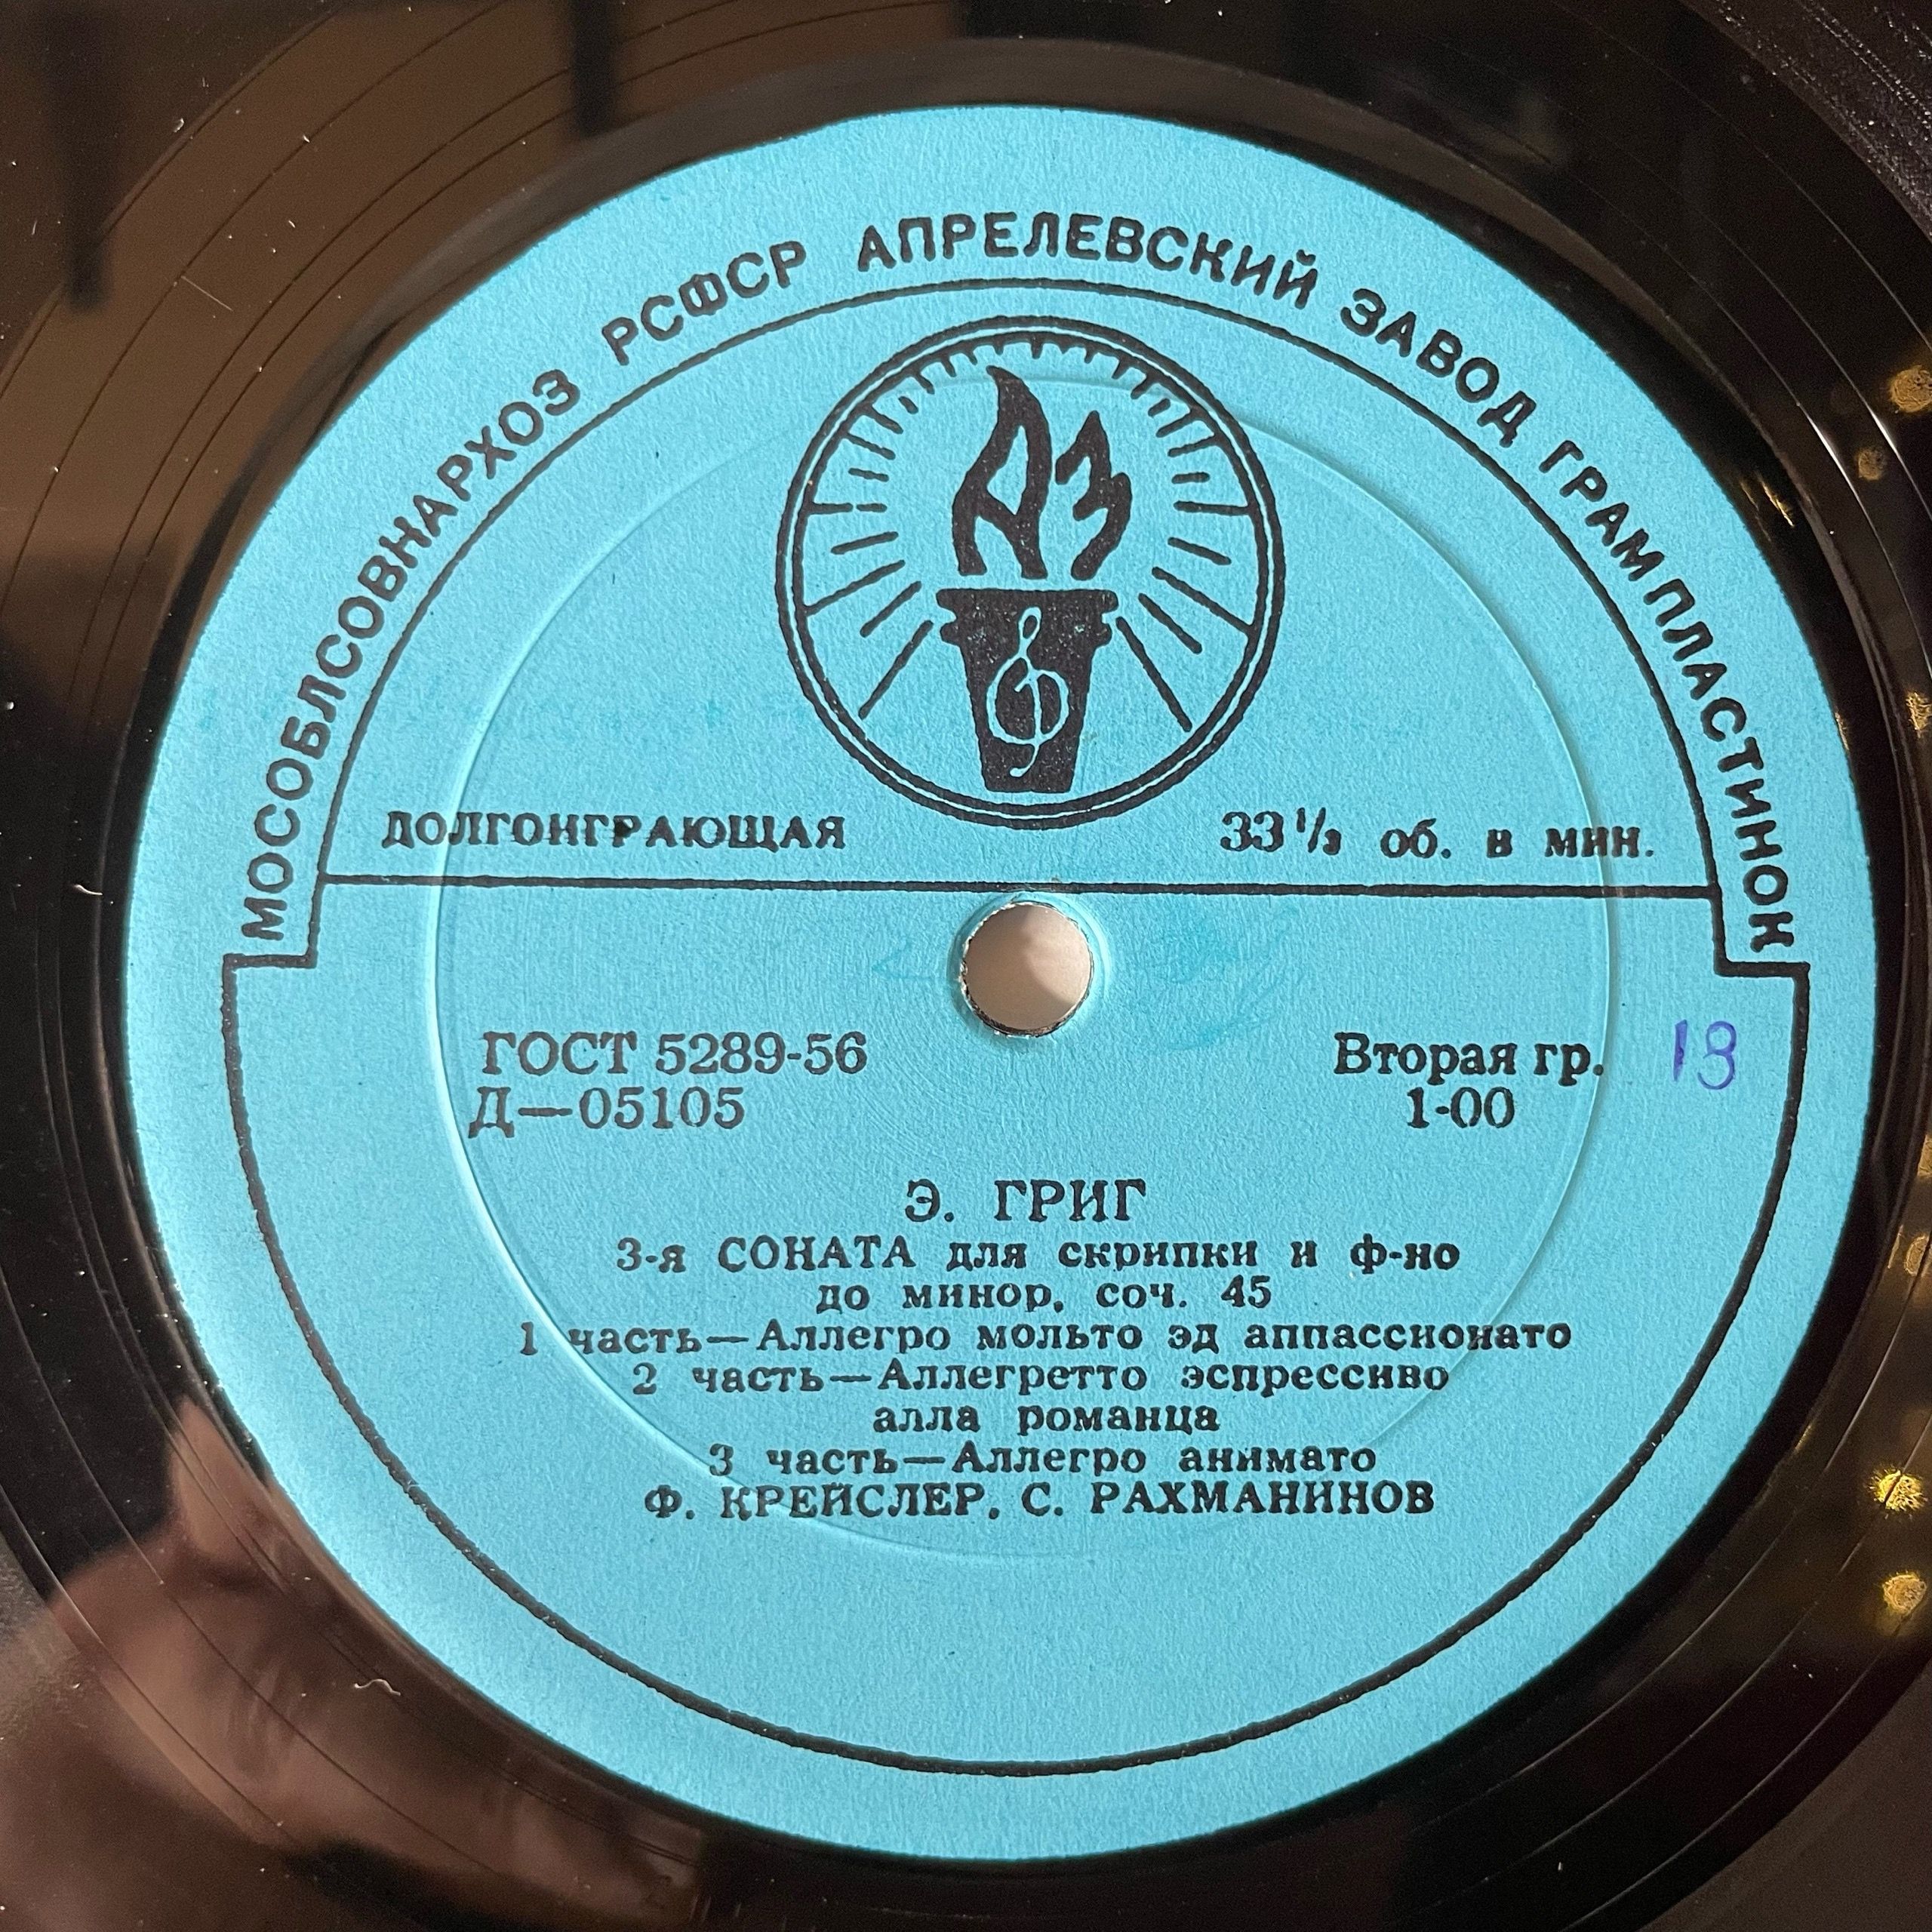 МОСОБЛСОВНАРХОЗ РСФСР АПРЕЛЕВСКИЙ ЗАВОД ГРАМПЛАСТИНОК
АЗ
ДОЛГОИГРАЮЩАЯ
33⅓ об. в мин.
ГОСТ 5289-56
Д—05105
Вторая гр.
1-00
13
Э. ГРИГ
3-я СОНАТА для скрипки и ф-но
до минор, соч. 45
1 часть—Аллегро мольто эд аппассионато
2 часть—Аллегретто эспрессиво
алла романца
3 часть—Аллегро анимато
Ф. КРЕЙСЛЕР, С. РАХМАНИНОВ